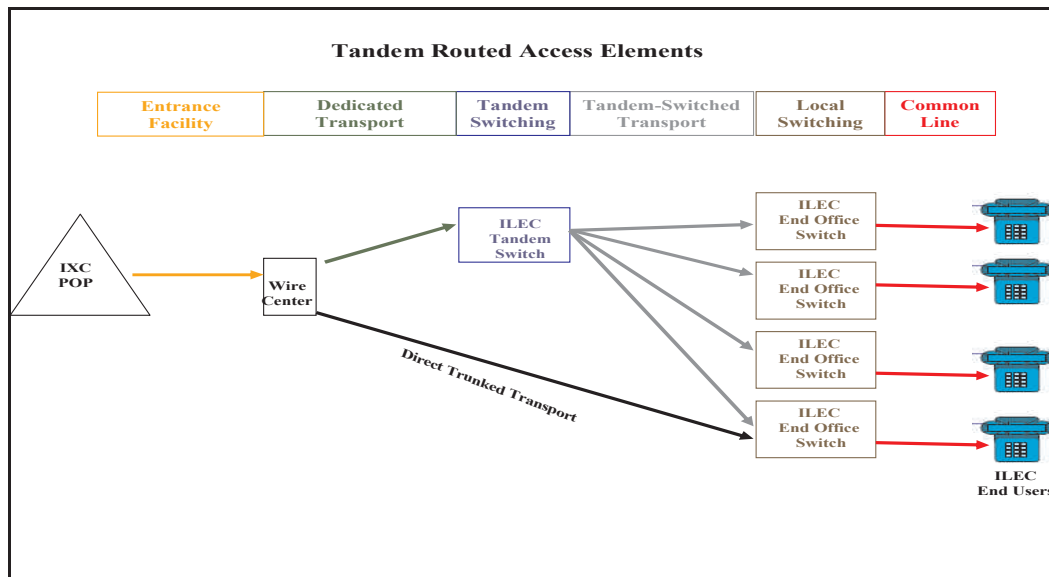 Tandem Routed Access Elements
Entrance
Facility
Dedicated
Transport
Tandem
Switching
Tandem-Switched
Transport
Local
Switching
Common
Line
IXC
POP
Wire
Center
ILEC
Tandem
Switch
Direct Trunked Transport
ILEC
End Office
Switch
ILEC
End Office
Switch
ILEC
End Office
Switch
ILEC
End Office
Switch
ILEC
End Users